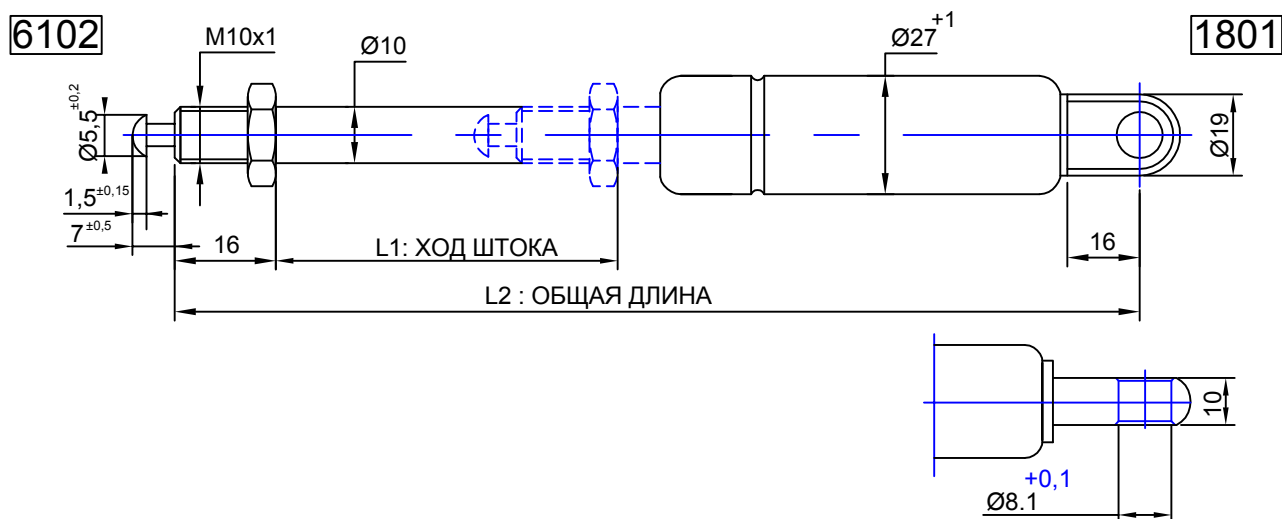 6102
M10x1
Ø10
Ø27 +1
1801
Ø5,5 ±0,2
Ø19
1,5 ±0,15
7 ±0,5
16
L1: ХОД ШТОКА
16
L2 : ОБЩАЯ ДЛИНА
10
+0,1
Ø8.1